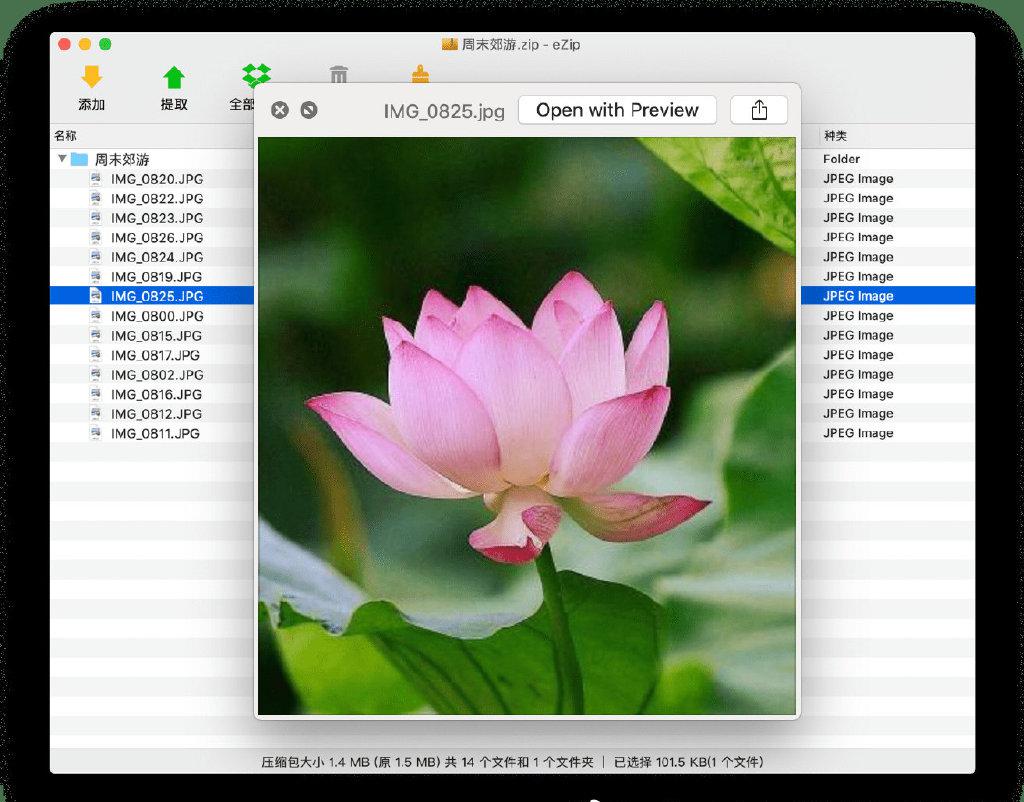 周末郊游.zip - eZip
添加
提取
全部
IMG_0825.jpg
Open with Preview
名称
种类
周末郊游
Folder
IMG_0820.JPG
JPEG Image
IMG_0822.JPG
JPEG Image
IMG_0823.JPG
JPEG Image
IMG_0826.JPG
JPEG Image
IMG_0824.JPG
JPEG Image
IMG_0819.JPG
JPEG Image
IMG_0825.JPG
JPEG Image
IMG_0800.JPG
JPEG Image
IMG_0815.JPG
JPEG Image
IMG_0817.JPG
JPEG Image
IMG_0802.JPG
JPEG Image
IMG_0816.JPG
JPEG Image
IMG_0812.JPG
JPEG Image
IMG_0811.JPG
JPEG Image
压缩包大小 1.4 MB (原 1.5 MB) 共 14 个文件和 1 个文件夹 | 已选择 101.5 KB(1 个文件)